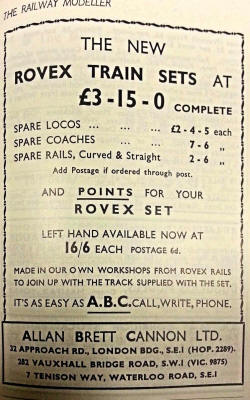 THE RAILWAY MODELLER
THE NEW
ROVEX TRAIN SETS AT
£3-15-0 COMPLETE
SPARE LOCOS ... ... ... £2-4-5 each
SPARE COACHES ... ... 7-6 „
SPARE RAILS, Curved & Straight 2-6 „
Add Postage if ordered through post.
AND POINTS FOR YOUR
ROVEX SET
LEFT HAND AVAILABLE NOW AT
16/6 EACH POSTAGE 6d.
MADE IN OUR OWN WORKSHOPS FROM ROVEX RAILS
TO JOIN UP WITH THE TRACK SUPPLIED WITH THE SET.
IT'S AS EASY AS A.B.C. CALL, WRITE, PHONE.
ALLAN BRETT CANNON LTD.
22 APPROACH RD., LONDON BDG., S.E.1 (HOP. 2289).
282 VAUXHALL BRIDGE ROAD, S.W.1 (VIC. 9875)
7 TENISON WAY, WATERLOO ROAD, S.E.1